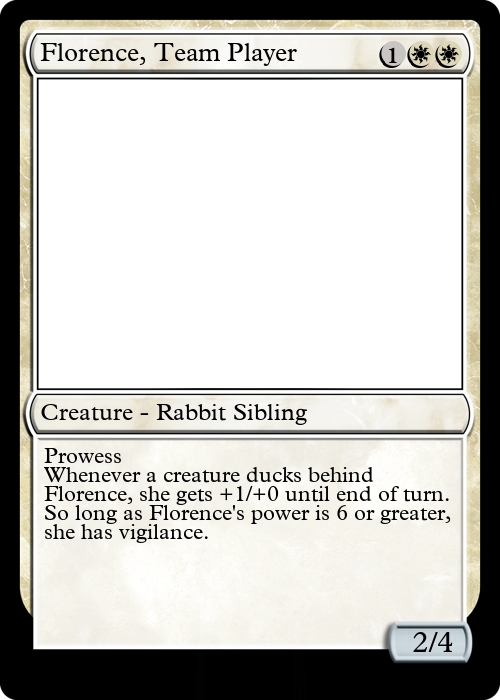 Florence, Team Player 1
Creature - Rabbit Sibling
Prowess
Whenever a creature ducks behind
Florence, she gets +1/+0 until end of turn.
So long as Florence's power is 6 or greater,
she has vigilance.
2/4